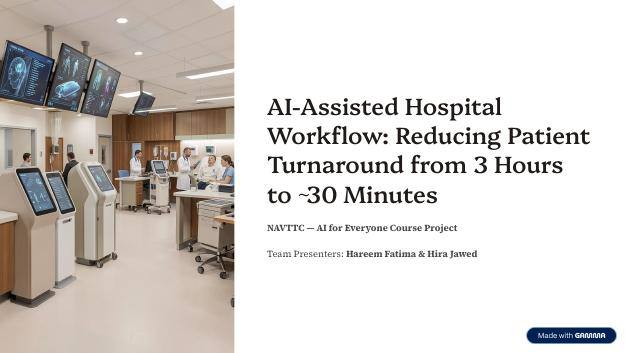 AI-Assisted Hospital
Workflow: Reducing Patient
Turnaround from 3 Hours
to ~30 Minutes
NAVTTC — AI for Everyone Course Project
Team Presenters: Hareem Fatima & Hira Jawed
Made with GAMMA